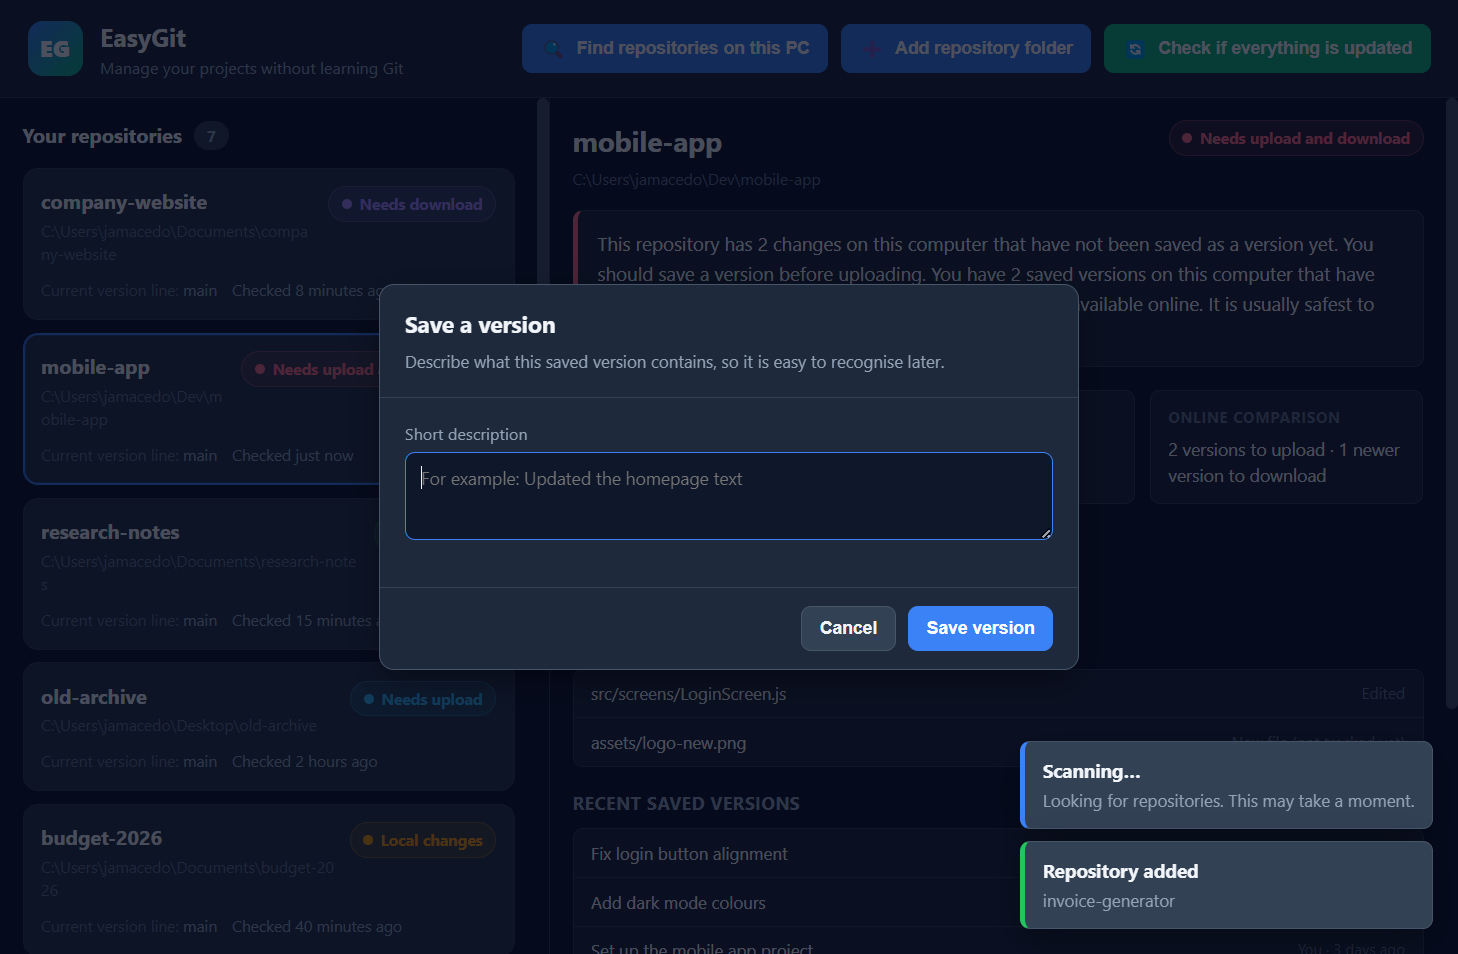 EG
EasyGit
Manage your projects without learning Git
Find repositories on this PC
Add repository folder
Check if everything is updated
Your repositories 7
company-website
Needs download
C:\Users\jamacedo\Documents\compa
ny-website
Current version line: main Checked 8 minutes ag
mobile-app
Needs upload
C:\Users\jamacedo\Dev\m
obile-app
Current version line: main Checked just now
research-notes
C:\Users\jamacedo\Documents\research-note
s
Current version line: main Checked 15 minutes
old-archive
Needs upload
C:\Users\jamacedo\Desktop\old-archive
Current version line: main Checked 2 hours ago
budget-2026
Local changes
C:\Users\jamacedo\Documents\budget-20
26
Current version line: main Checked 40 minutes ago
mobile-app
Needs upload and download
C:\Users\jamacedo\Dev\mobile-app
This repository has 2 changes on this computer that have not been saved as a version yet. You
should save a version before uploading. You have 2 saved versions on this computer that have
vailable online. It is usually safest to
ONLINE COMPARISON
2 versions to upload · 1 newer
version to download
Save a version
Describe what this saved version contains, so it is easy to recognise later.
Short description
For example: Updated the homepage text
Cancel
Save version
src/screens/LoginScreen.js
Edited
assets/logo-new.png
RECENT SAVED VERSIONS
Fix login button alignment
Add dark mode colours
Set up the mobile app project
You · 3 days ago
Scanning...
Looking for repositories. This may take a moment.
Repository added
invoice-generator